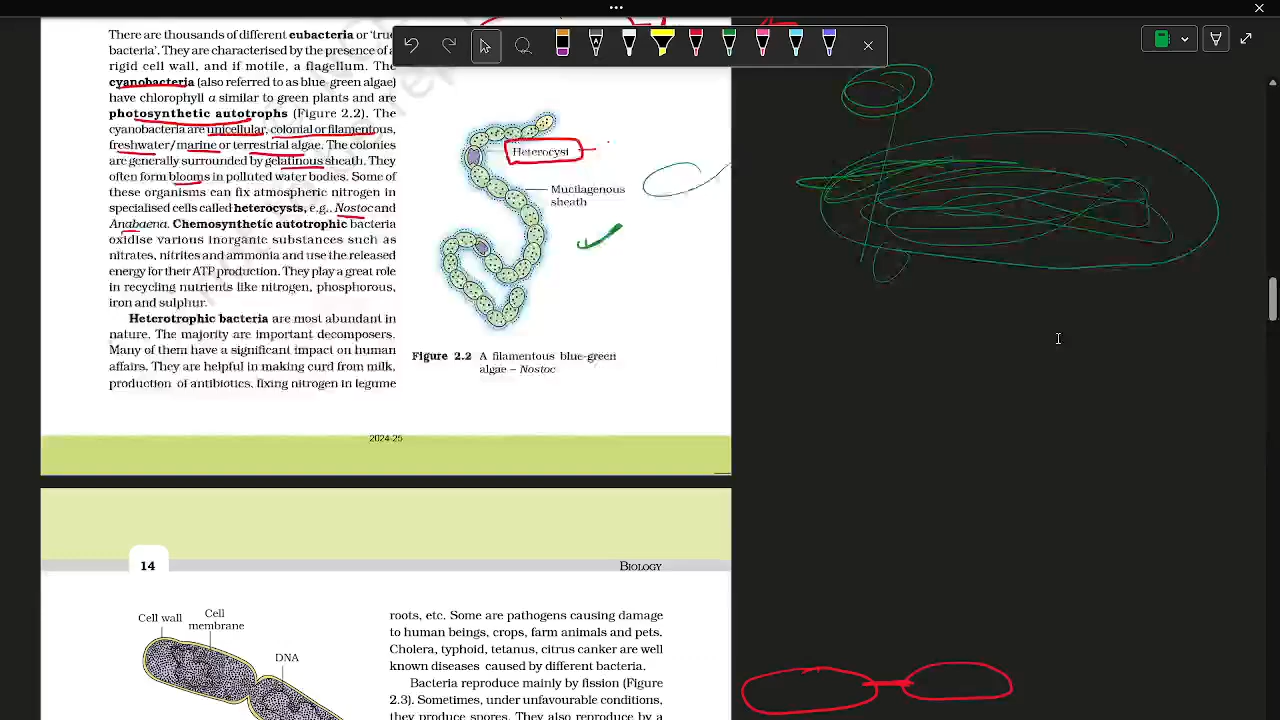 There are thousands of different eubacteria or ‘true
bacteria’. They are characterised by the presence of a
rigid cell wall, and if motile, a flagellum. The
cyanobacteria (also referred to as blue-green algae)
have chlorophyll a similar to green plants and are
photosynthetic autotrophs (Figure 2.2). The
cyanobacteria are unicellular, colonial or filamentous,
freshwater/marine or terrestrial algae. The colonies
are generally surrounded by gelatinous sheath. They
often form blooms in polluted water bodies. Some of
these organisms can fix atmospheric nitrogen in
specialised cells called heterocysts, e.g., Nostoc and
Anabaena. Chemosynthetic autotrophic bacteria
oxidise various inorganic substances such as
nitrates, nitrites and ammonia and use the released
energy for their ATP production. They play a great role
in recycling nutrients like nitrogen, phosphorous,
iron and sulphur.
Heterotrophic bacteria are most abundant in
nature. The majority are important decomposers.
Many of them have a significant impact on human
affairs. They are helpful in making curd from milk,
production of antibiotics, fixing nitrogen in legume
Heterocyst
Mucilagenous
sheath
Figure 2.2 A filamentous blue-green
algae – Nostoc
2024-25
14
BIOLOGY
Cell wall
Cell
membrane
DNA
roots, etc. Some are pathogens causing damage
to human beings, crops, farm animals and pets.
Cholera, typhoid, tetanus, citrus canker are well
known diseases caused by different bacteria.
Bacteria reproduce mainly by fission (Figure
2.3). Sometimes, under unfavourable conditions,
they produce spores. They also reproduce by a